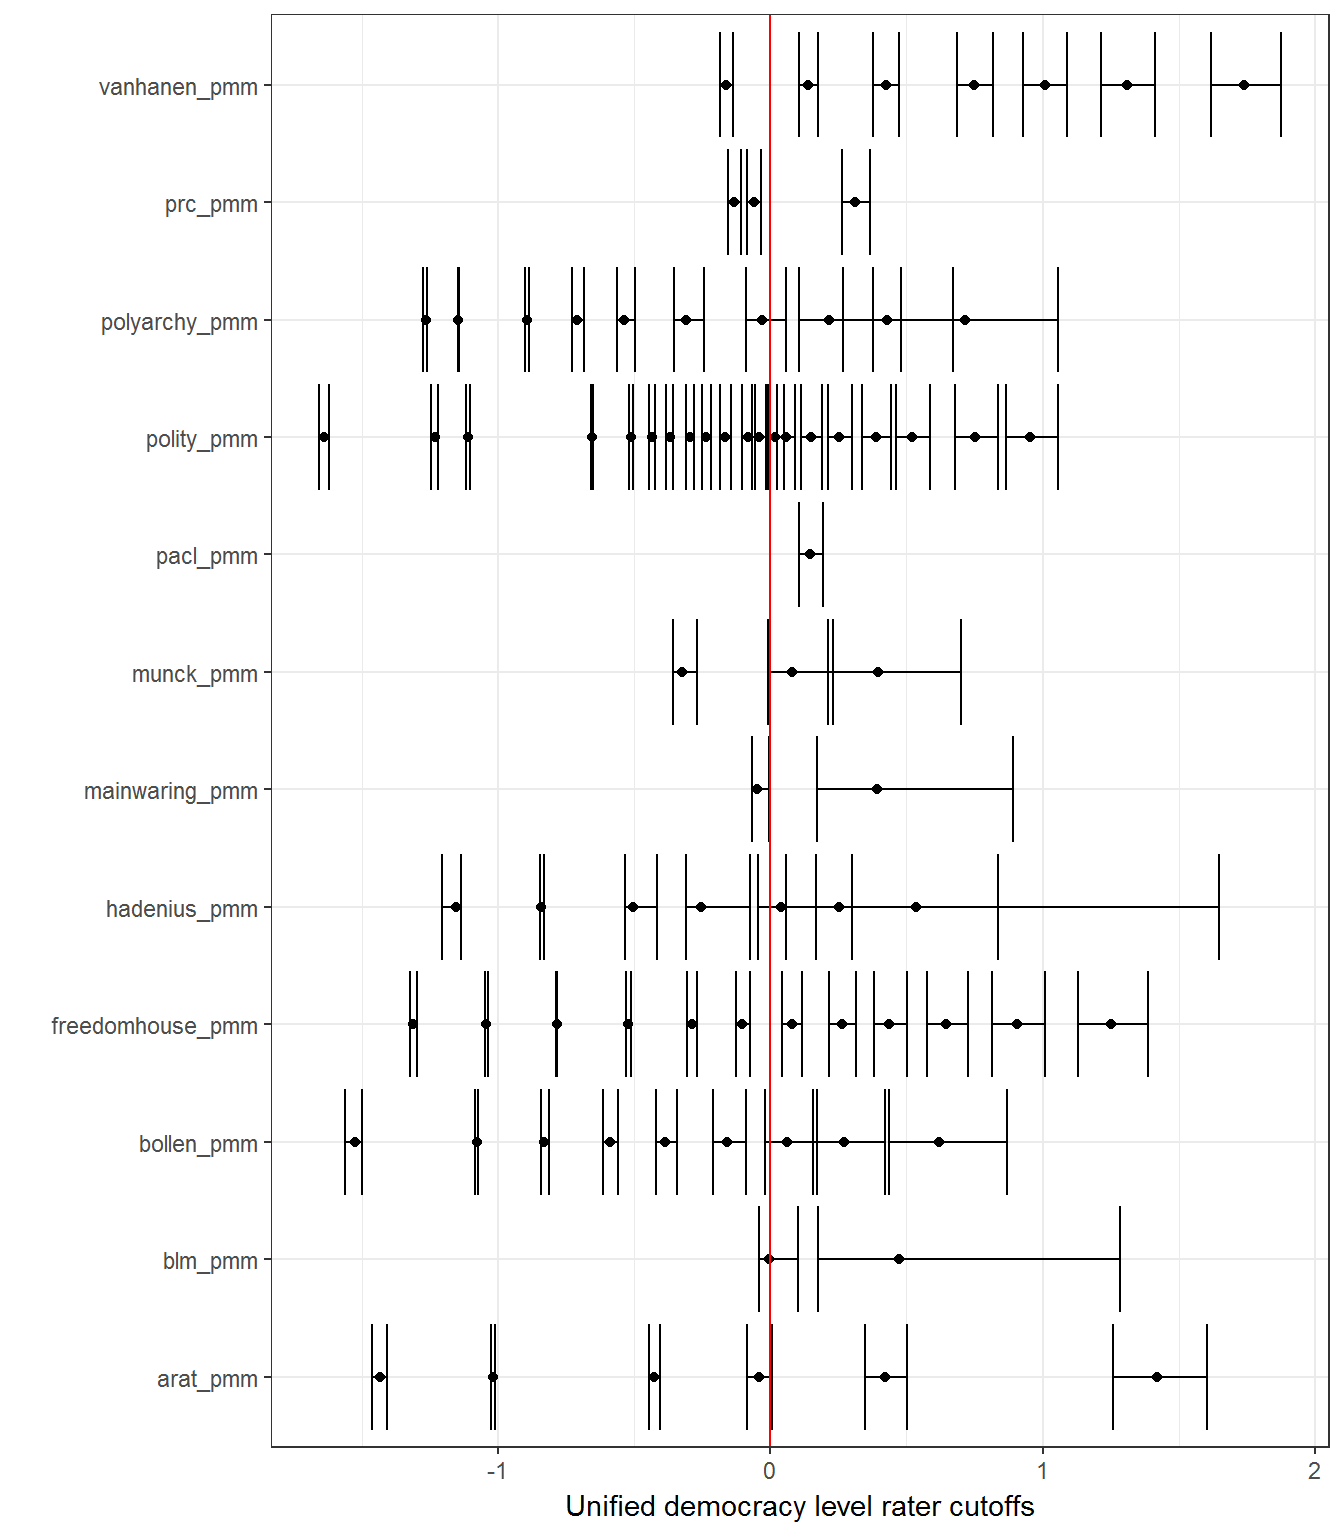 vanhanen_pmm
prc_pmm
polyarchy_pmm
polity_pmm
pacl_pmm
munck_pmm
mainwaring_pmm
hadenius_pmm
freedomhouse_pmm
bollen_pmm
blm_pmm
arat_pmm
-1 0 1 2
Unified democracy level rater cutoffs